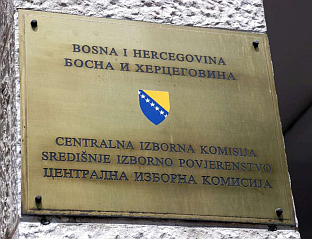 BOSNA I HERCEGOVINA
БОСНА И ХЕРЦЕГОВИНА
CENTRALNA IZBORNA KOMISIJA
SREDIŠNJE IZBORNO POVJERENSTVO
ЦЕНТРАЛНА ИЗБОРНА КОМИСИЈА